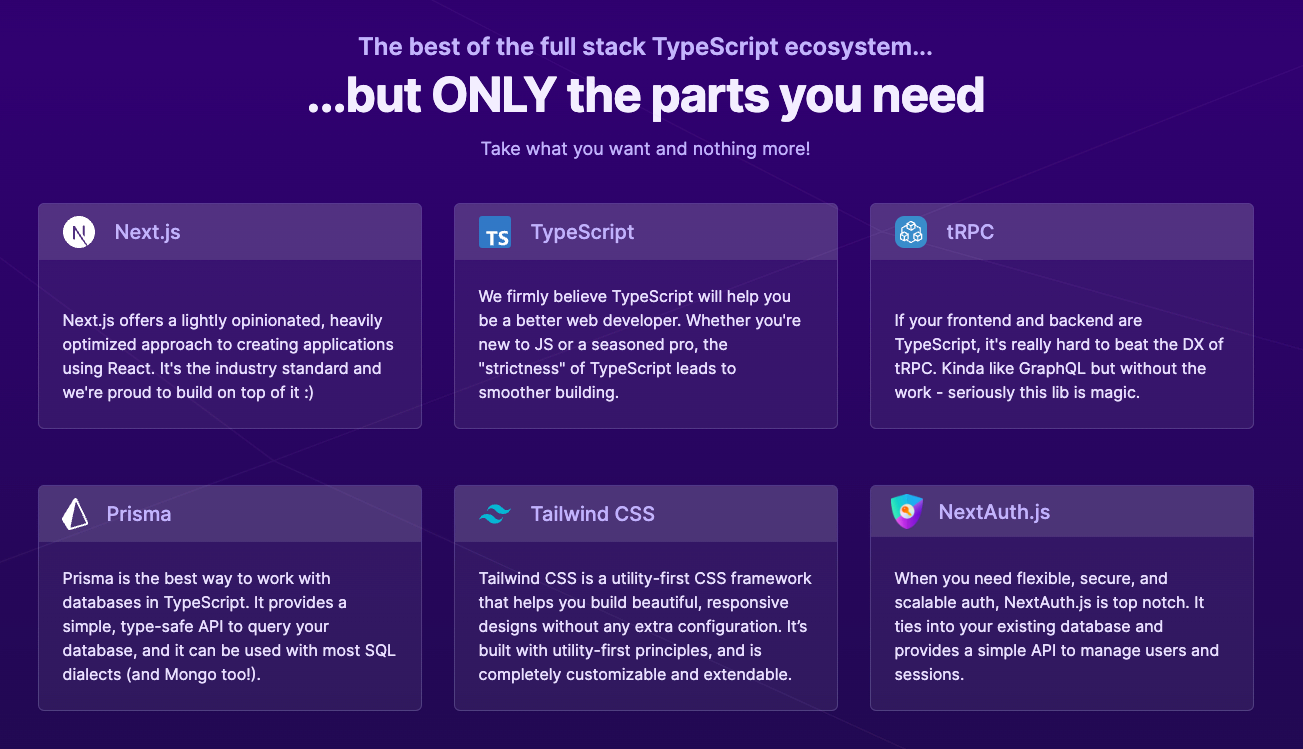 The best of the full stack TypeScript ecosystem...
...but ONLY the parts you need
Take what you want and nothing more!
Next.js
Next.js offers a lightly opinionated, heavily
optimized approach to creating applications
using React. It's the industry standard and
we're proud to build on top of it :)
TS TypeScript
We firmly believe TypeScript will help you
be a better web developer. Whether you're
new to JS or a seasoned pro, the
"strictness" of TypeScript leads to
smoother building.
tRPC
If your frontend and backend are
TypeScript, it's really hard to beat the DX of
tRPC. Kinda like GraphQL but without the
work - seriously this lib is magic.
Prisma
Prisma is the best way to work with
databases in TypeScript. It provides a
simple, type-safe API to query your
database, and it can be used with most SQL
dialects (and Mongo too!).
Tailwind CSS
Tailwind CSS is a utility-first CSS framework
that helps you build beautiful, responsive
designs without any extra configuration. It’s
built with utility-first principles, and is
completely customizable and extendable.
NextAuth.js
When you need flexible, secure, and
scalable auth, NextAuth.js is top notch. It
ties into your existing database and
provides a simple API to manage users and
sessions.